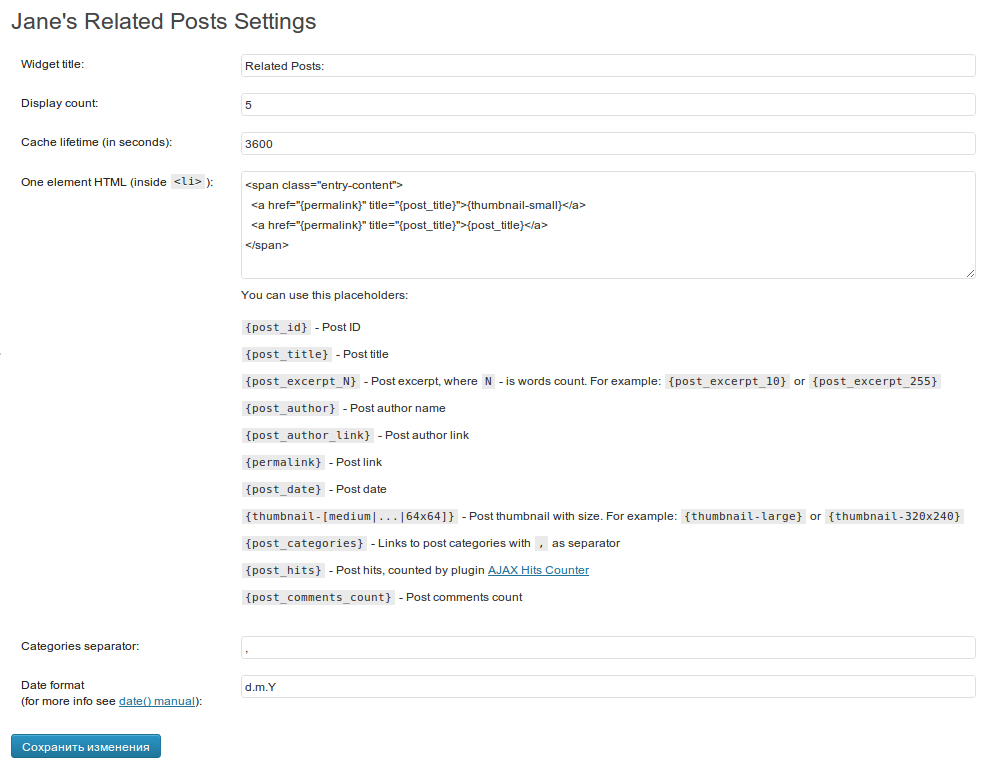 Jane's Related Posts Settings
Widget title:
Related Posts:
Display count:
5
Cache lifetime (in seconds):
3600
One element HTML (inside <li> ):
<span class="entry-content">
<a href="{permalink}" title="{post_title}">{thumbnail-small}</a>
<a href="{permalink}" title="{post_title}">{post_title}</a>
</span>
You can use this placeholders:
{post_id} - Post ID
{post_title} - Post title
{post_excerpt_N} - Post excerpt, where N - is words count. For example: {post_excerpt_10} or {post_excerpt_255}
{post_author} - Post author name
{post_author_link} - Post author link
{permalink} - Post link
{post_date} - Post date
{thumbnail-[medium|...|64x64]} - Post thumbnail with size. For example: {thumbnail-large} or {thumbnail-320x240}
{post_categories} - Links to post categories with , as separator
{post_hits} - Post hits, counted by plugin AJAX Hits Counter
{post_comments_count} - Post comments count
Categories separator:
,
Date format
(for more info see date() manual):
d.m.Y
Сохранить изменения